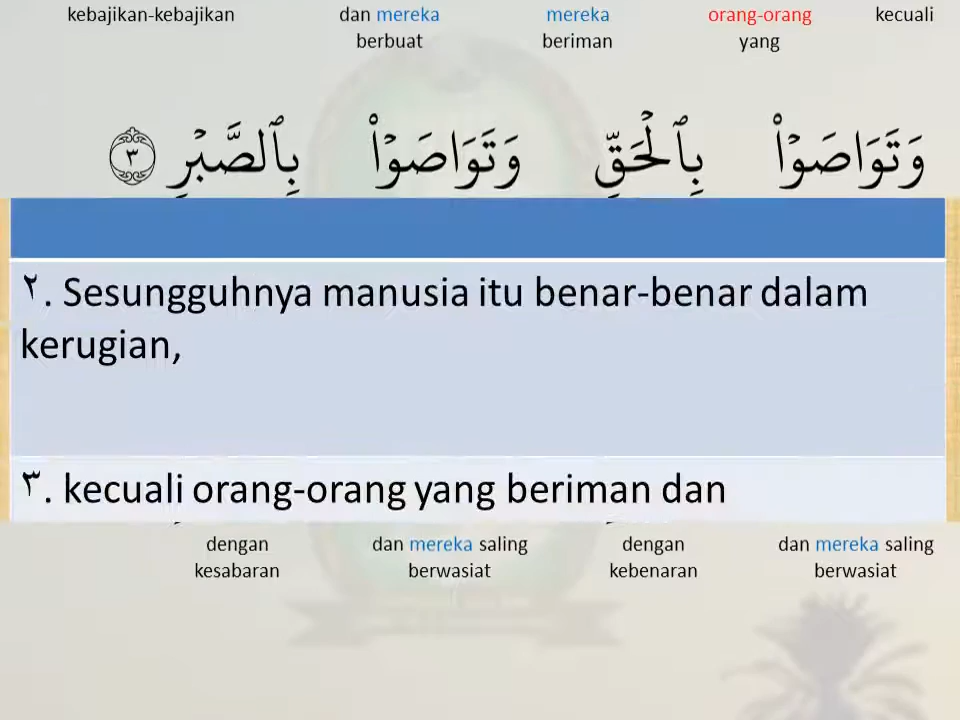 kecuali orang-orang yang mereka beriman dan mereka berbuat kebajikan-kebajikan
وَتَوَاصَوۡاْ بِٱلۡحَقِّ وَتَوَاصَوۡاْ بِٱلصَّبۡرِ ٣
٢. Sesungguhnya manusia itu benar-benar dalam
kerugian,
٣. kecuali orang-orang yang beriman dan
dan mereka saling berwasiat dengan kebenaran dan mereka saling berwasiat dengan kesabaran